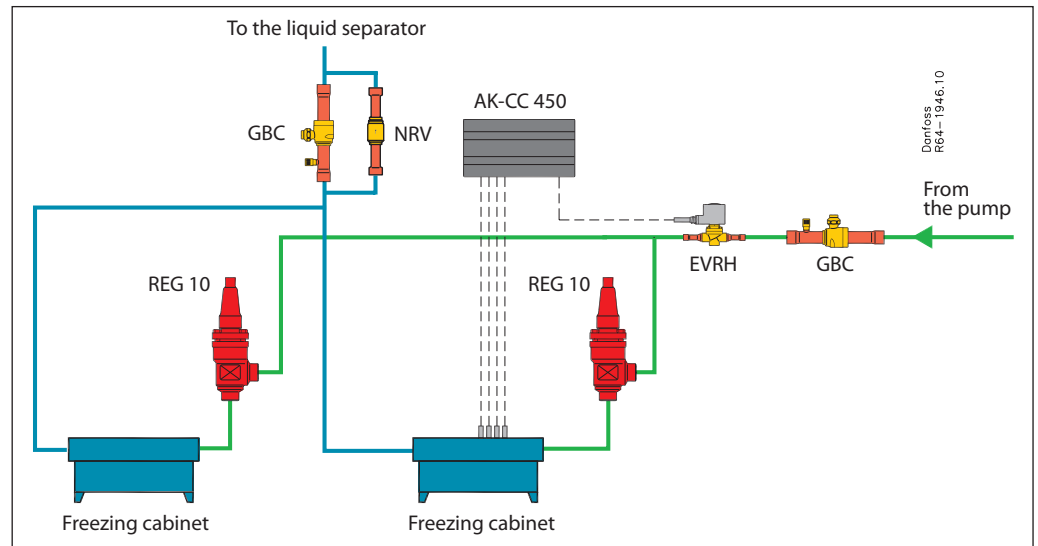 To the liquid separator
GBC
NRV
AK-CC 450
Danfoss
R64-1946.10
From
the pump
EVRH
GBC
REG 10
REG 10
Freezing cabinet
Freezing cabinet